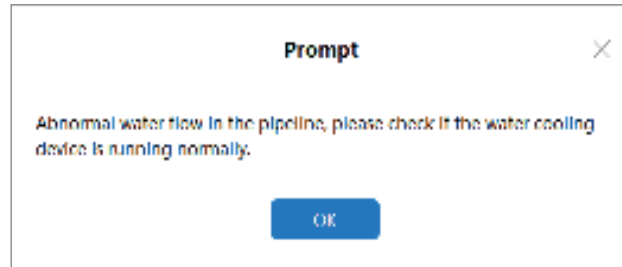 Prompt
Abnormal water flow in the pipeline, please check if the water cooling
device is running normally.
OK